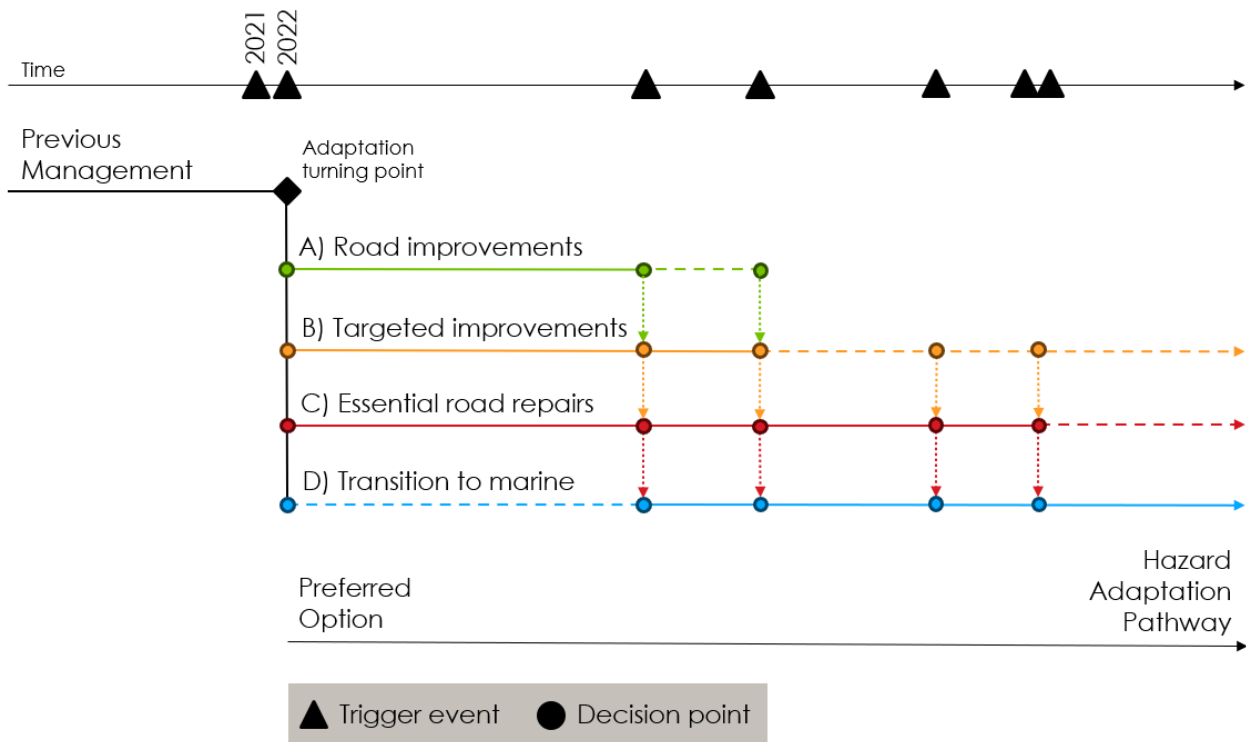 2021
2022
Time
Previous
Management
Adaptation
turning point
A) Road improvements
B) Targeted improvements
C) Essential road repairs
D) Transition to marine
Preferred
Option
Hazard
Adaptation
Pathway
Trigger event
Decision point